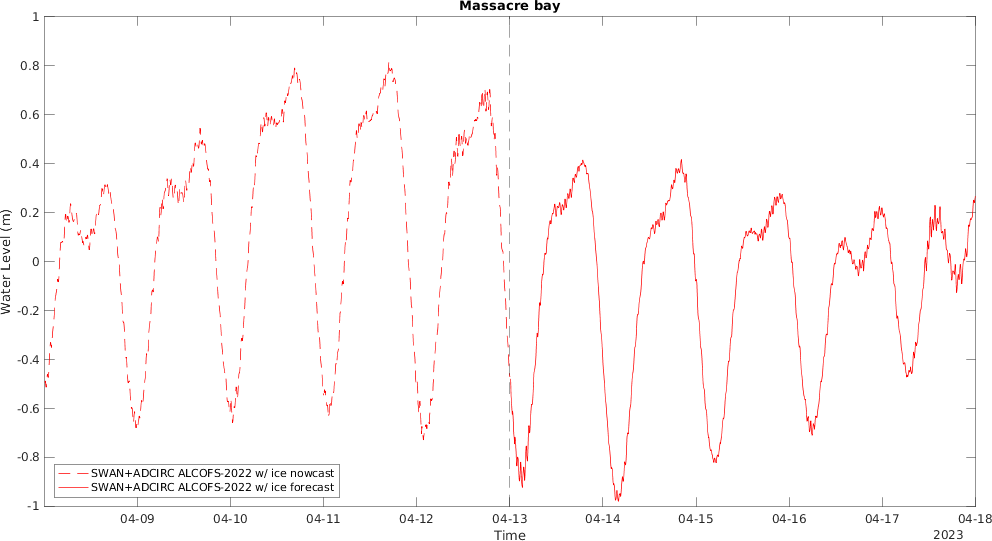 Massacre bay
1
0.8
0.6
0.4
0.2
0
-0.2
-0.4
-0.6
-0.8
-1
Water Level (m)
SWAN+ADCIRC ALCOFS-2022 w/ ice nowcast
SWAN+ADCIRC ALCOFS-2022 w/ ice forecast
04-09 04-10 04-11 04-12 04-13 04-14 04-15 04-16 04-17 04-18
Time
2023